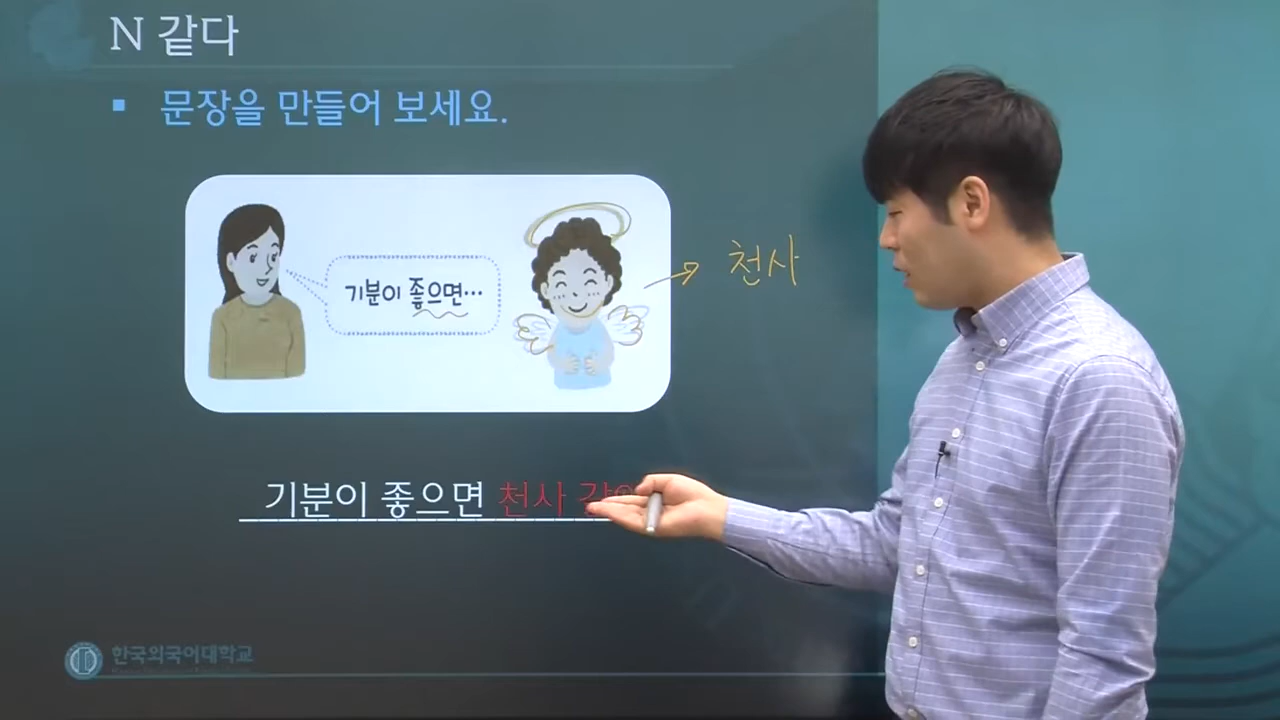 N 같다
▪ 문장을 만들어 보세요.
기분이 좋으면…
천사
기분이 좋으면 천사
한국외국어대학교